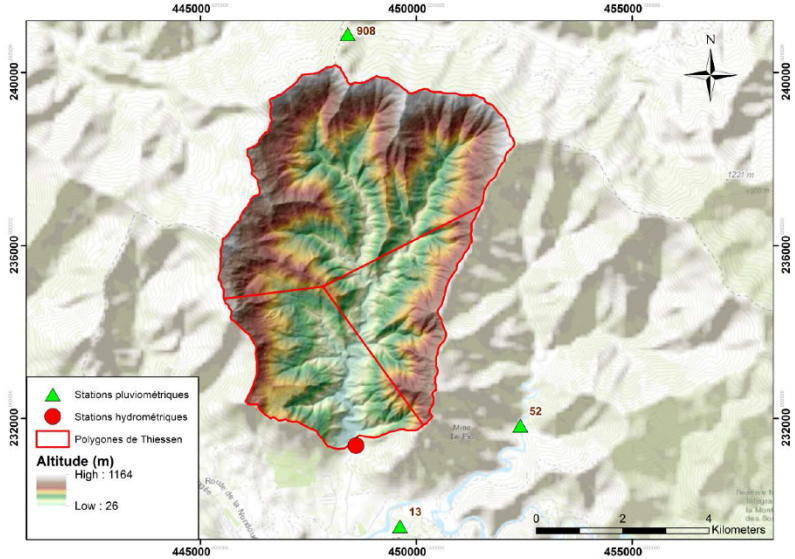 445000 450000 455000
908
N
240000 240000
1221 m
236000 236000
Stations pluviométriques
Stations hydrométriques
Polygones de Thiessen
Altitude (m)
High : 1164
Low : 26
52
232000 232000
Mine
13
0 2 4
Kilometers
445000 450000 455000